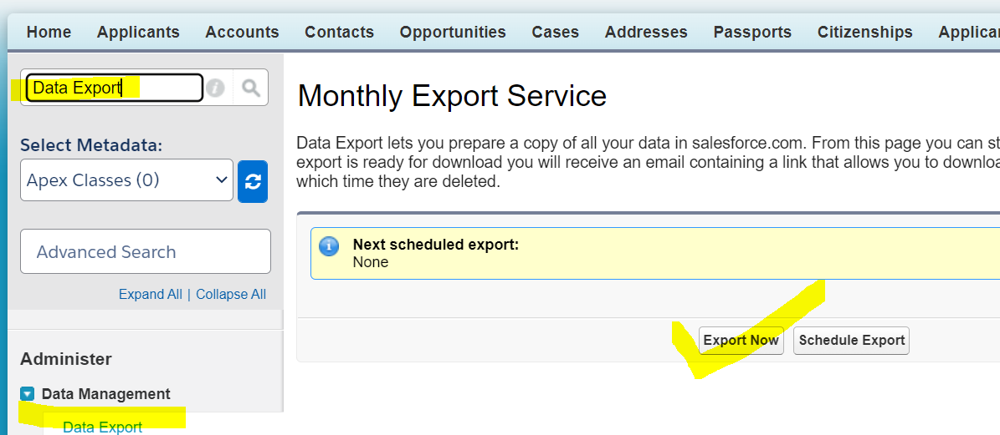 Home Applicants Accounts Contacts Opportunities Cases Addresses Passports Citizenships Applica
Data Export
Select Metadata:
Apex Classes (0)
Advanced Search
Expand All | Collapse All
Administer
Data Management
Data Export
Monthly Export Service
Data Export lets you prepare a copy of all your data in salesforce.com. From this page you can st
export is ready for download you will receive an email containing a link that allows you to downloa
which time they are deleted.
Next scheduled export:
None
Export Now Schedule Export